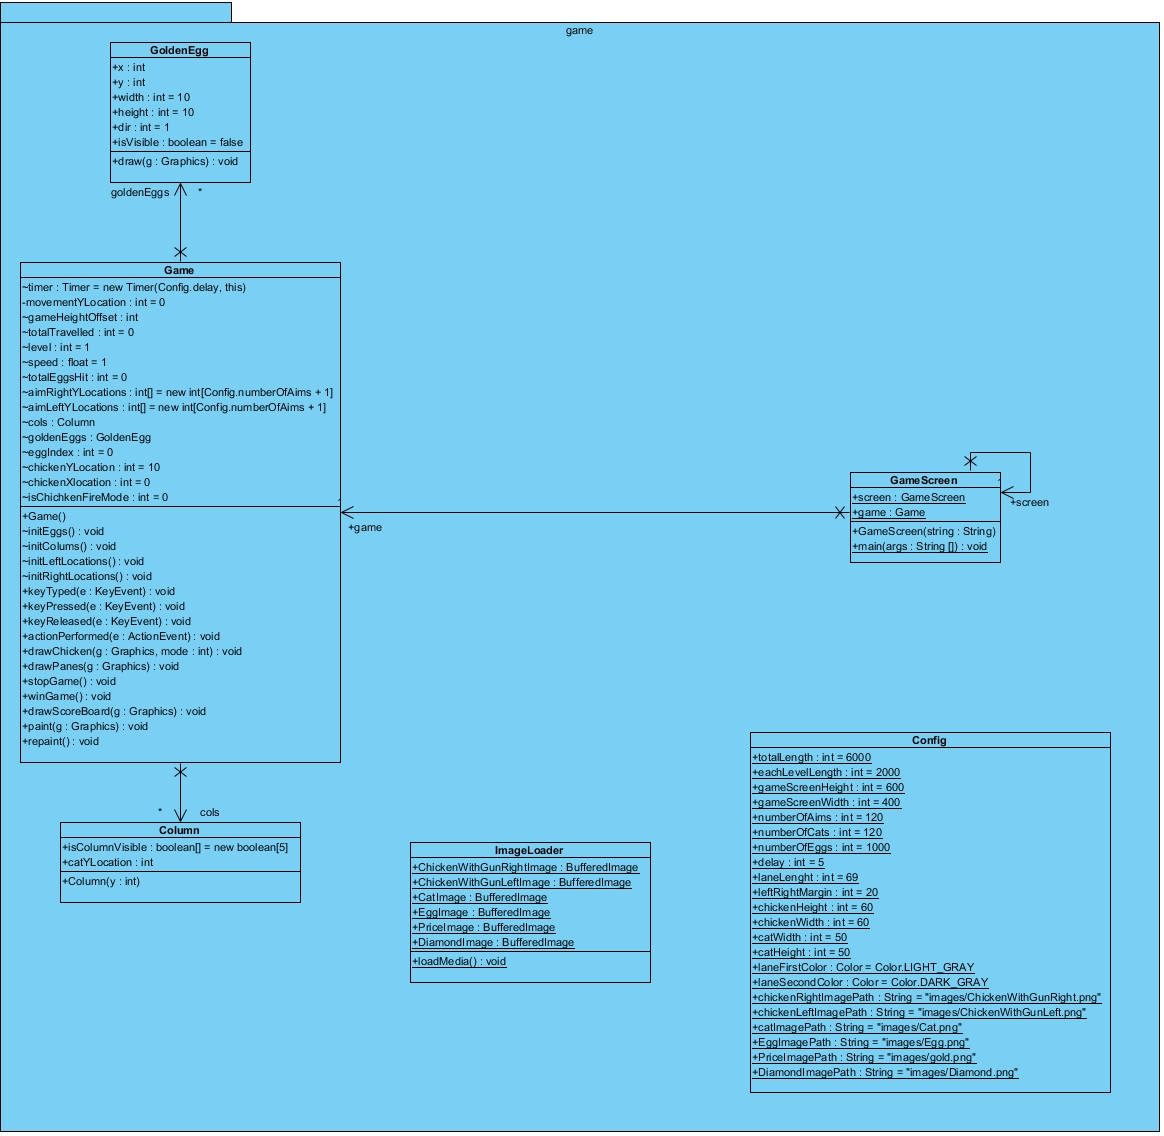 game
GoldenEgg
+x : int
+y : int
+width : int = 10
+height : int = 10
+dir : int = 1
+isVisible : boolean = false
+draw(g : Graphics) : void
goldenEggs *
Game
~timer : Timer = new Timer(Config.delay, this)
-movementYLocation : int = 0
~gameHeightOffset : int
~totalTravelled : int = 0
~level : int = 1
~speed : float = 1
~totalEggsHit : int = 0
~aimRightYLocations : int[] = new int[Config.numberOfAims + 1]
~aimLeftYLocations : int[] = new int[Config.numberOfAims + 1]
~cols : Column
~goldenEggs : GoldenEgg
~eggIndex : int = 0
~chickenYLocation : int = 10
~chickenXlocation : int = 0
~isChichkenFireMode : int = 0
+Game()
~initEggs() : void
~initColums() : void
~initLeftLocations() : void
~initRightLocations() : void
+keyTyped(e : KeyEvent) : void
+keyPressed(e : KeyEvent) : void
+keyReleased(e : KeyEvent) : void
+actionPerformed(e : ActionEvent) : void
+drawChicken(g : Graphics, mode : int) : void
+drawPanes(g : Graphics) : void
+stopGame() : void
+winGame() : void
+drawScoreBoard(g : Graphics) : void
+paint(g : Graphics) : void
+repaint() : void
+game
GameScreen
+screen : GameScreen
+game : Game
+GameScreen(string : String)
+main(args : String []) : void
+screen
* cols
Column
+isColumnVisible : boolean[] = new boolean[5]
+catYLocation : int
+Column(y : int)
ImageLoader
+ChickenWithGunRightImage : BufferedImage
+ChickenWithGunLeftImage : BufferedImage
+CatImage : BufferedImage
+EggImage : BufferedImage
+PriceImage : BufferedImage
+DiamondImage : BufferedImage
+loadMedia() : void
Config
+totalLength : int = 6000
+eachLevelLength : int = 2000
+gameScreenHeight : int = 600
+gameScreenWidth : int = 400
+numberOfAims : int = 120
+numberOfCats : int = 120
+numberOfEggs : int = 1000
+delay : int = 5
+laneLenght : int = 69
+leftRightMargin : int = 20
+chickenHeight : int = 60
+chickenWidth : int = 60
+catWidth : int = 50
+catHeight : int = 50
+laneFirstColor : Color = Color.LIGHT_GRAY
+laneSecondColor : Color = Color.DARK_GRAY
+chickenRightImagePath : String = "images/ChickenWithGunRight.png"
+chickenLeftImagePath : String = "images/ChickenWithGunLeft.png"
+catImagePath : String = "images/Cat.png"
+EggImagePath : String = "images/Egg.png"
+PriceImagePath : String = "images/gold.png"
+DiamondImagePath : String = "images/Diamond.png"